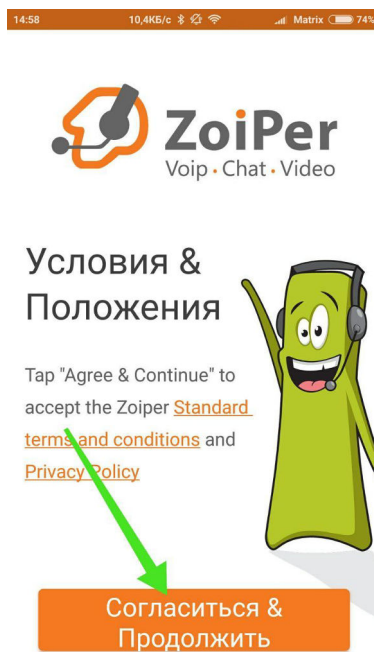 14:58 10,4КБ/с Matrix 74%
ZoiPer
Voip • Chat • Video
Условия &
Положения
Tap "Agree & Continue" to
accept the Zoiper Standard
terms and conditions and
Privacy Policy
Согласиться &
Продолжить